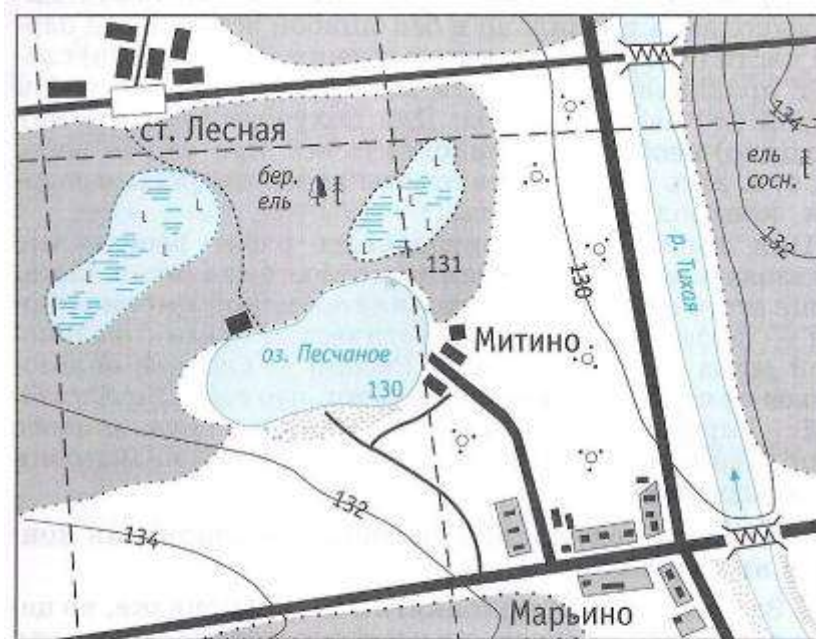 ст. Лесная
134
бер.
ель
ель
сосн.
131
130
р. Тихая
132
оз. Песчаное
Митино
130
132
134
Марьино